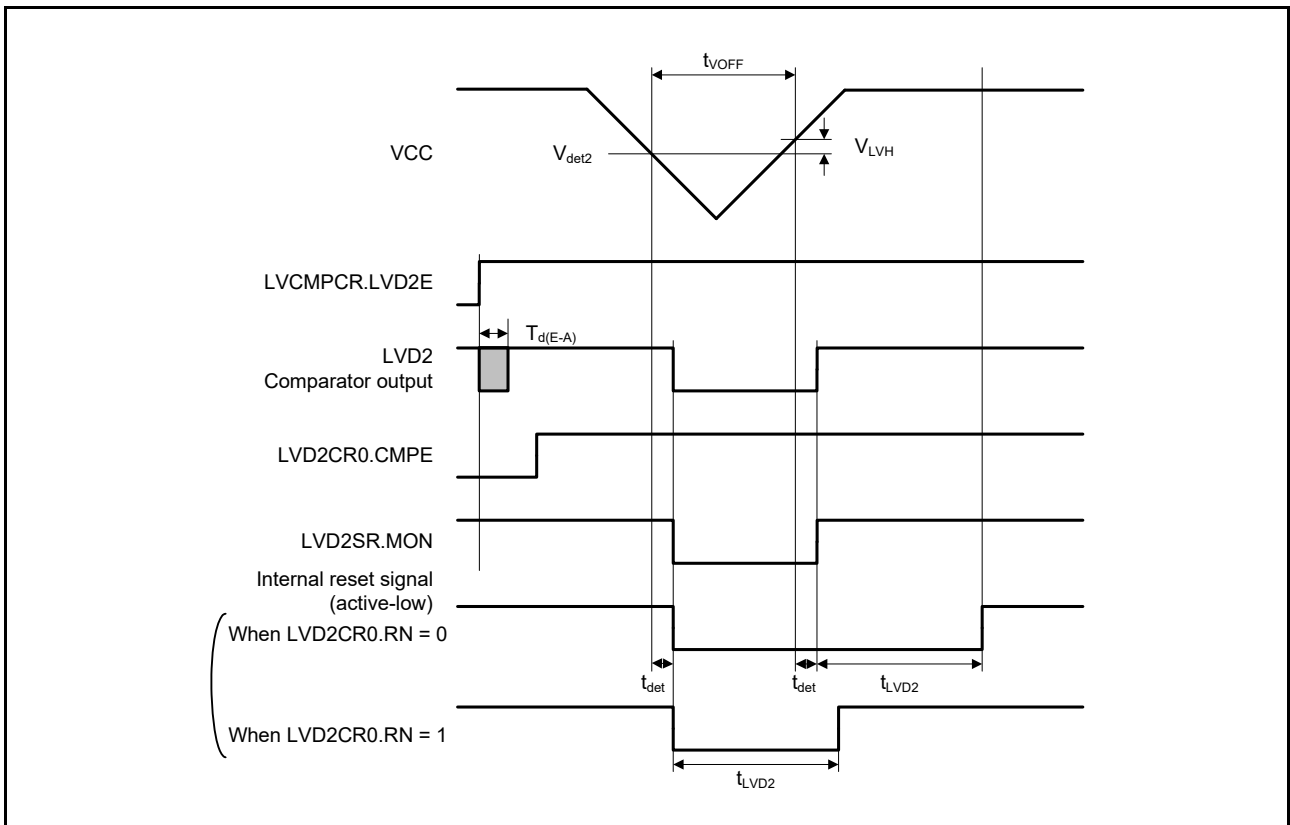 tVOFF
VCC
Vdet2
VLVH
LVCMPCR.LVD2E
Td(E-A)
LVD2
Comparator output
LVD2CR0.CMPE
LVD2SR.MON
Internal reset signal
(active-low)
When LVD2CR0.RN = 0
tdet
tdet
tLVD2
When LVD2CR0.RN = 1
tLVD2